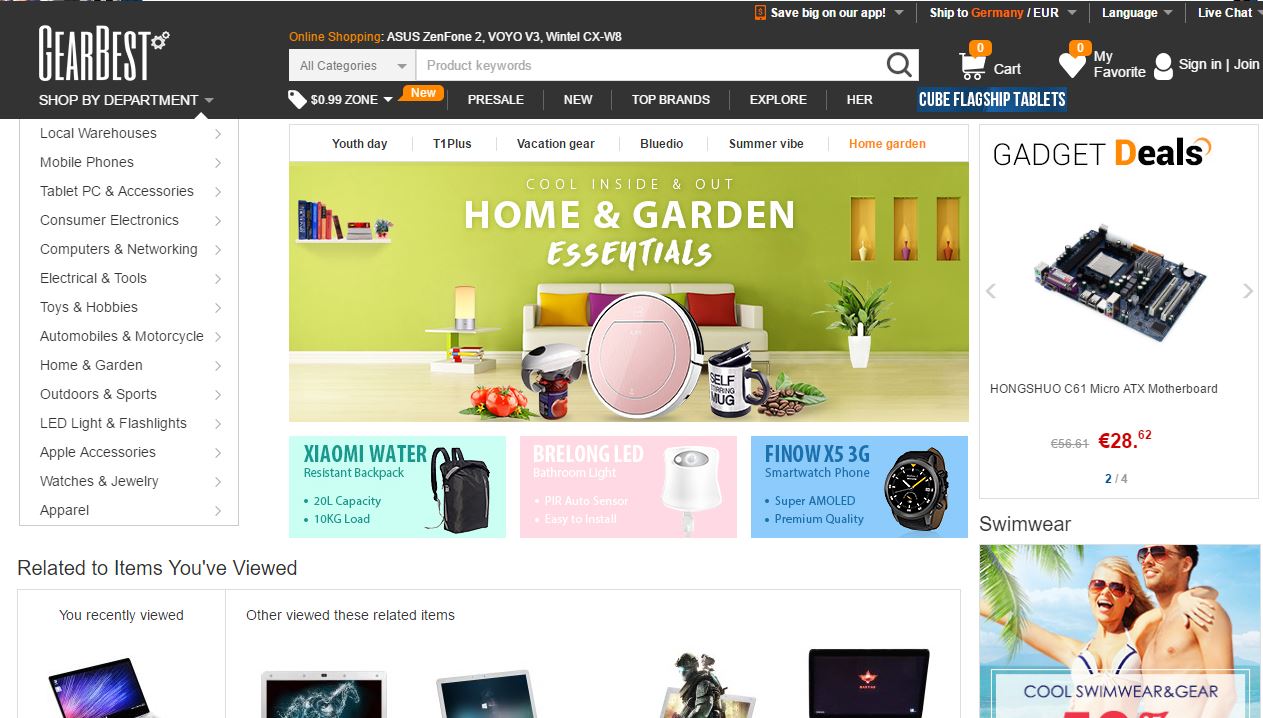 Save big on our app!
Ship to Germany / EUR
Language
Live Chat
GEARBEST
Online Shopping: ASUS ZenFone 2, VOYO V3, Wintel CX-W8
All Categories
Product keywords
0
Cart
0
My
Favorite
Sign in | Join
SHOP BY DEPARTMENT
$0.99 ZONE
New
PRESALE
NEW
TOP BRANDS
EXPLORE
HER
CUBE FLAGSHIP TABLETS
Local Warehouses
Mobile Phones
Tablet PC & Accessories
Consumer Electronics
Computers & Networking
Electrical & Tools
Toys & Hobbies
Automobiles & Motorcycle
Home & Garden
Outdoors & Sports
LED Light & Flashlights
Apple Accessories
Watches & Jewelry
Apparel
Youth day
T1Plus
Vacation gear
Bluedio
Summer vibe
Home garden
COOL INSIDE & OUT
HOME & GARDEN
ESSENTIALS
SELF
STIRRING
MUG
GADGET Deals
HONGSHUO C61 Micro ATX Motherboard
€56.61 €28.62
2 / 4
XIAOMI WATER
Resistant Backpack
• 20L Capacity
• 10KG Load
BRELONG LED
Bathroom Light
• PIR Auto Sensor
• Easy to Install
FINOW X5 3G
Smartwatch Phone
• Super AMOLED
• Premium Quality
Swimwear
COOL SWIMWEAR&GEAR
Related to Items You've Viewed
You recently viewed
Other viewed these related items